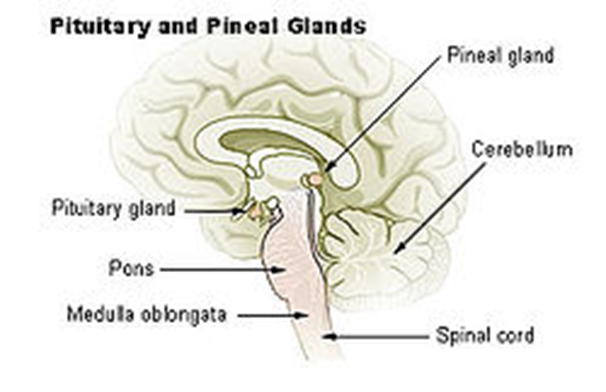 Pituitary and Pineal Glands
Pineal gland
Cerebellum
Pituitary gland
Pons
Medulla oblongata
Spinal cord